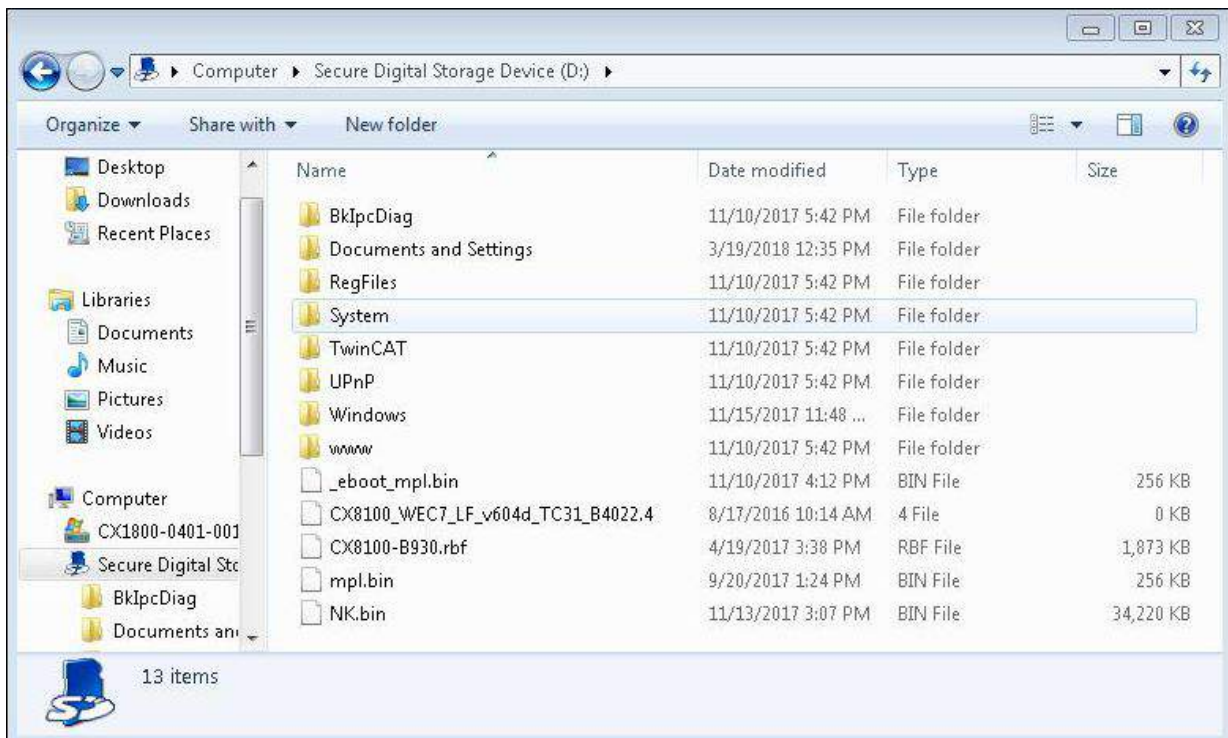 Computer Secure Digital Storage Device (D:)
Organize Share with New folder
Desktop
Downloads
Recent Places
Libraries
Documents
Music
Pictures
Videos
Computer
CX1800-0401-001
Secure Digital Sto
BkIpcDiag
Documents and
Name Date modified Type Size
BkIpcDiag 11/10/2017 5:42 PM File folder
Documents and Settings 3/19/2018 12:35 PM File folder
RegFiles 11/10/2017 5:42 PM File folder
System 11/10/2017 5:42 PM File folder
TwinCAT 11/10/2017 5:42 PM File folder
UPnP 11/10/2017 5:42 PM File folder
Windows 11/15/2017 11:48 ... File folder
www 11/10/2017 5:42 PM File folder
_eboot_mpl.bin 11/10/2017 4:12 PM BIN File 256 KB
CX8100_WEC7_LF_v604d_TC31_B4022.4 8/17/2016 10:14 AM 4 File 0 KB
CX8100-B930.rbf 4/19/2017 3:38 PM RBF File 1,873 KB
mpl.bin 9/20/2017 1:24 PM BIN File 256 KB
NK.bin 11/13/2017 3:07 PM BIN File 34,220 KB
13 items
SD